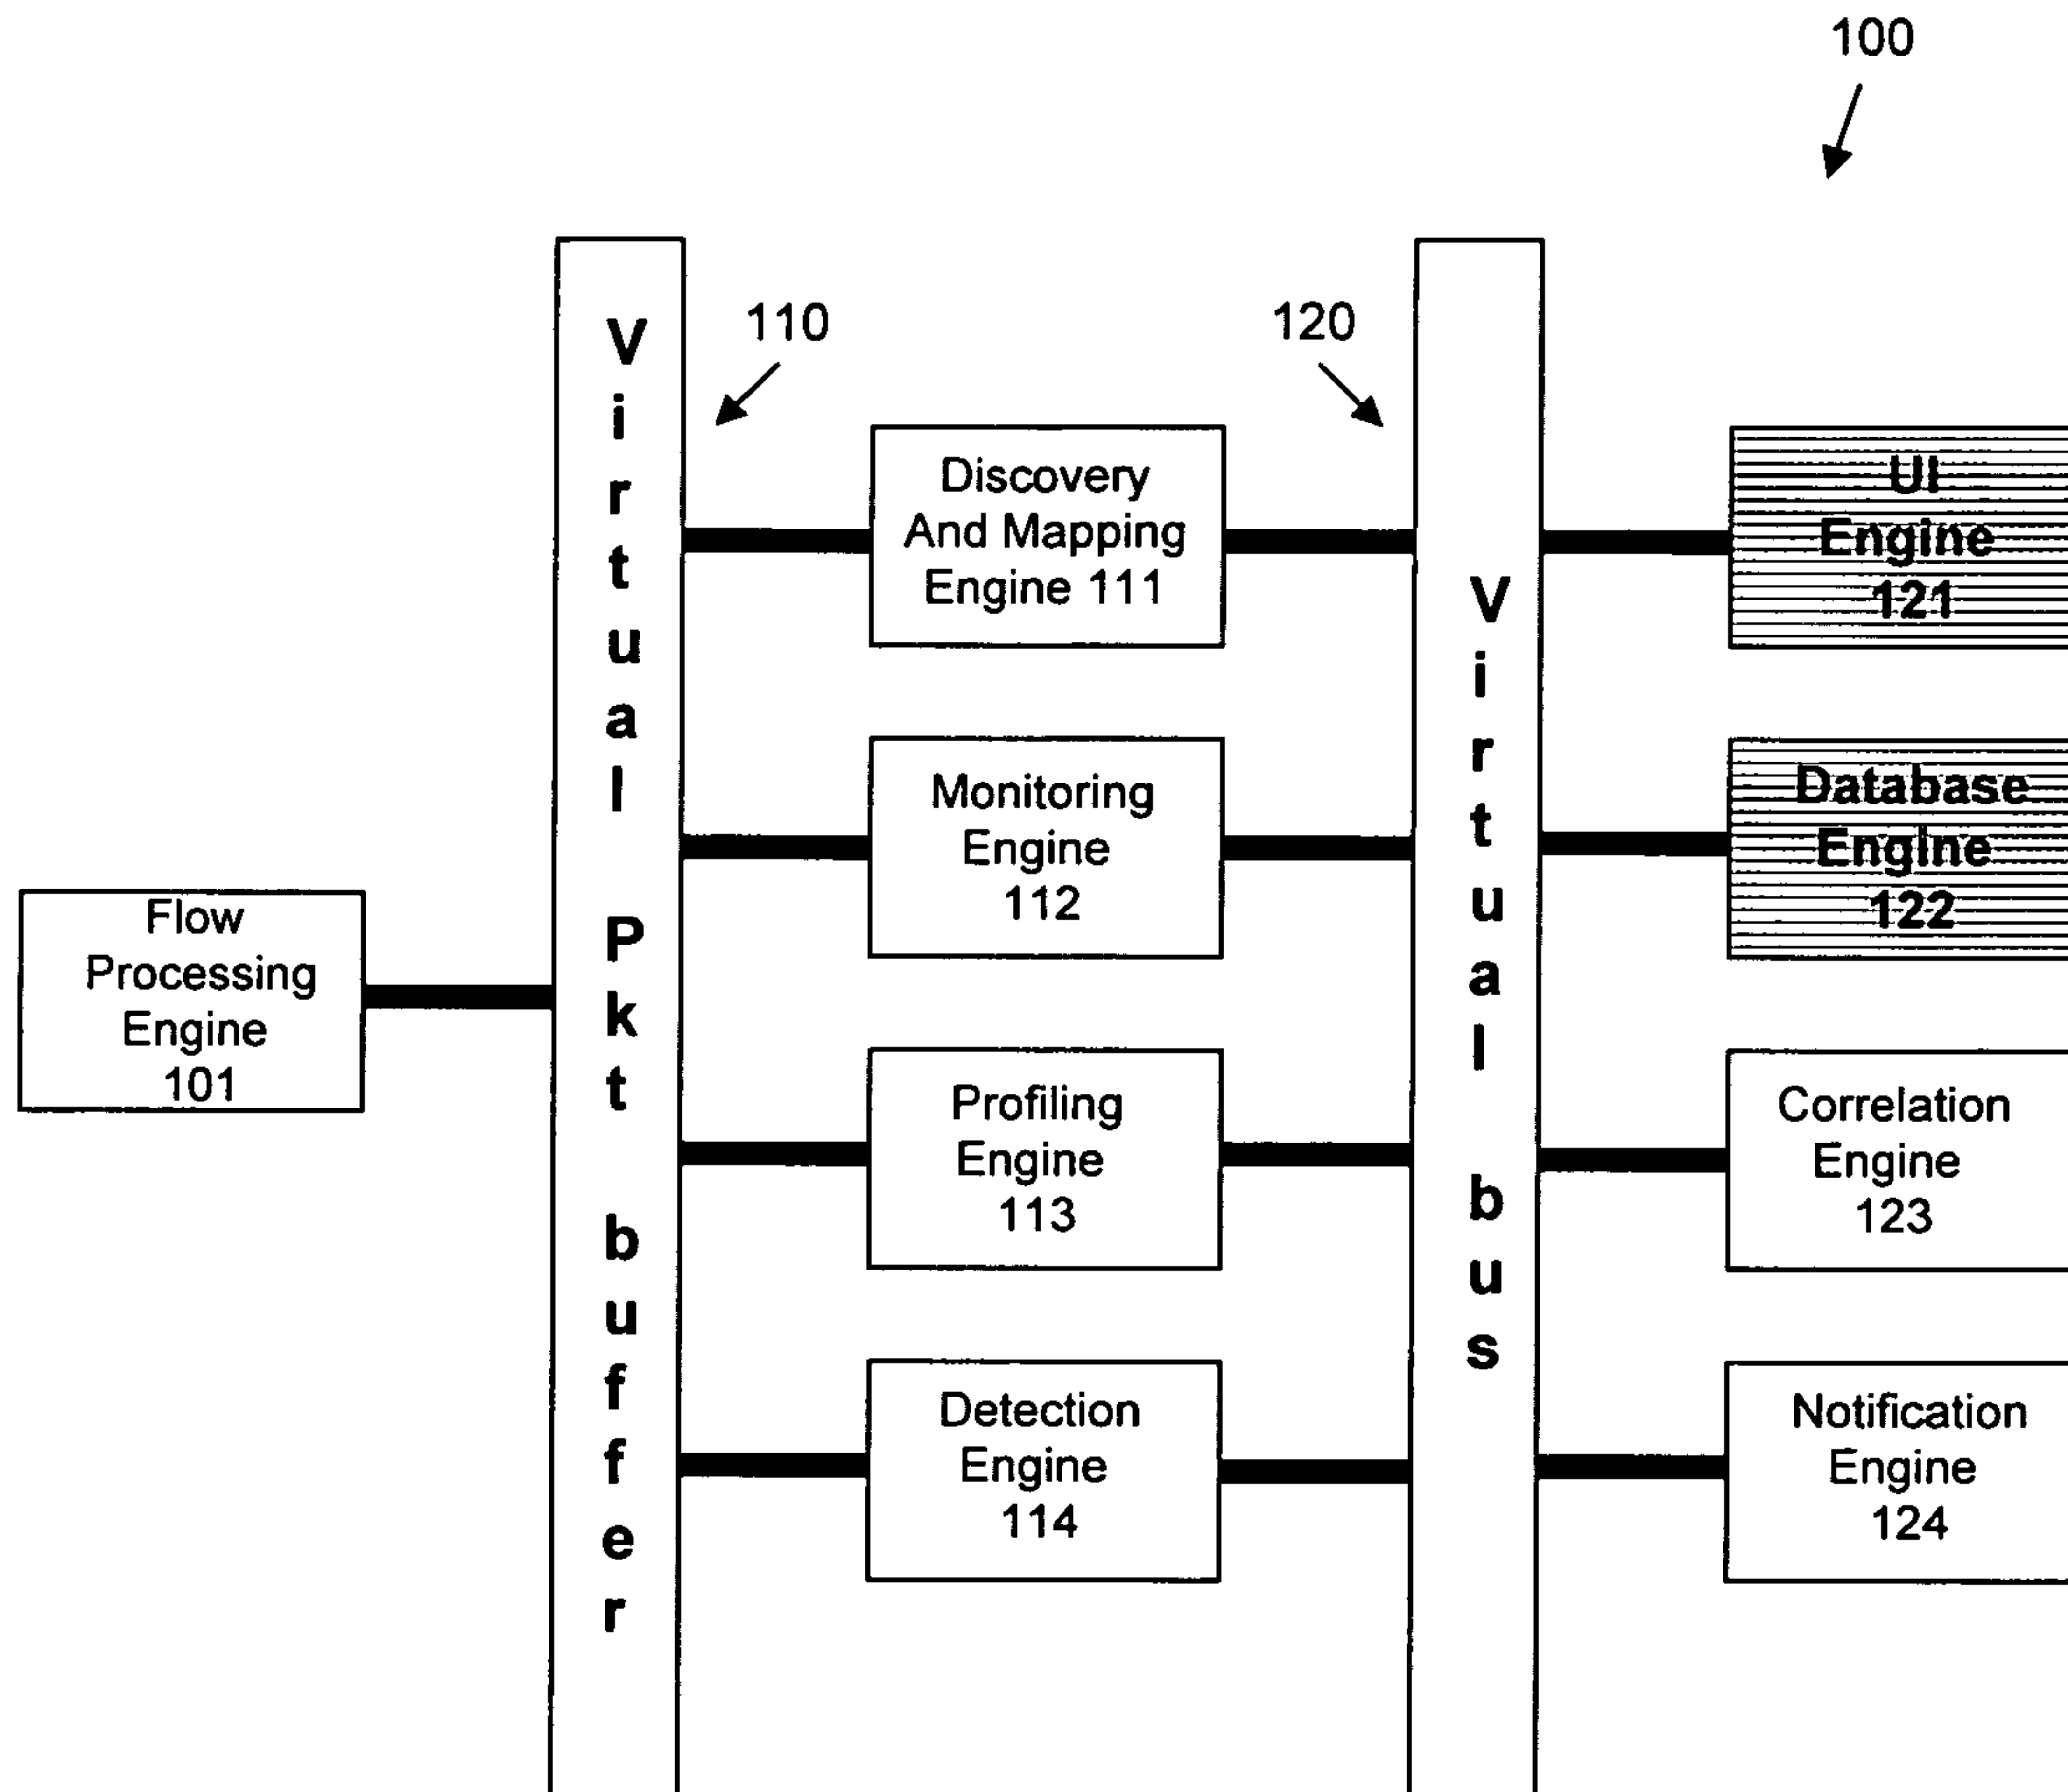 100
110
120
Virtual Pkt buffer
Virtual bus
Flow
Processing
Engine
101
Discovery
And Mapping
Engine 111
Monitoring
Engine
112
Profiling
Engine
113
Detection
Engine
114
UI
Engine
121
Database
Engine
122
Correlation
Engine
123
Notification
Engine
124